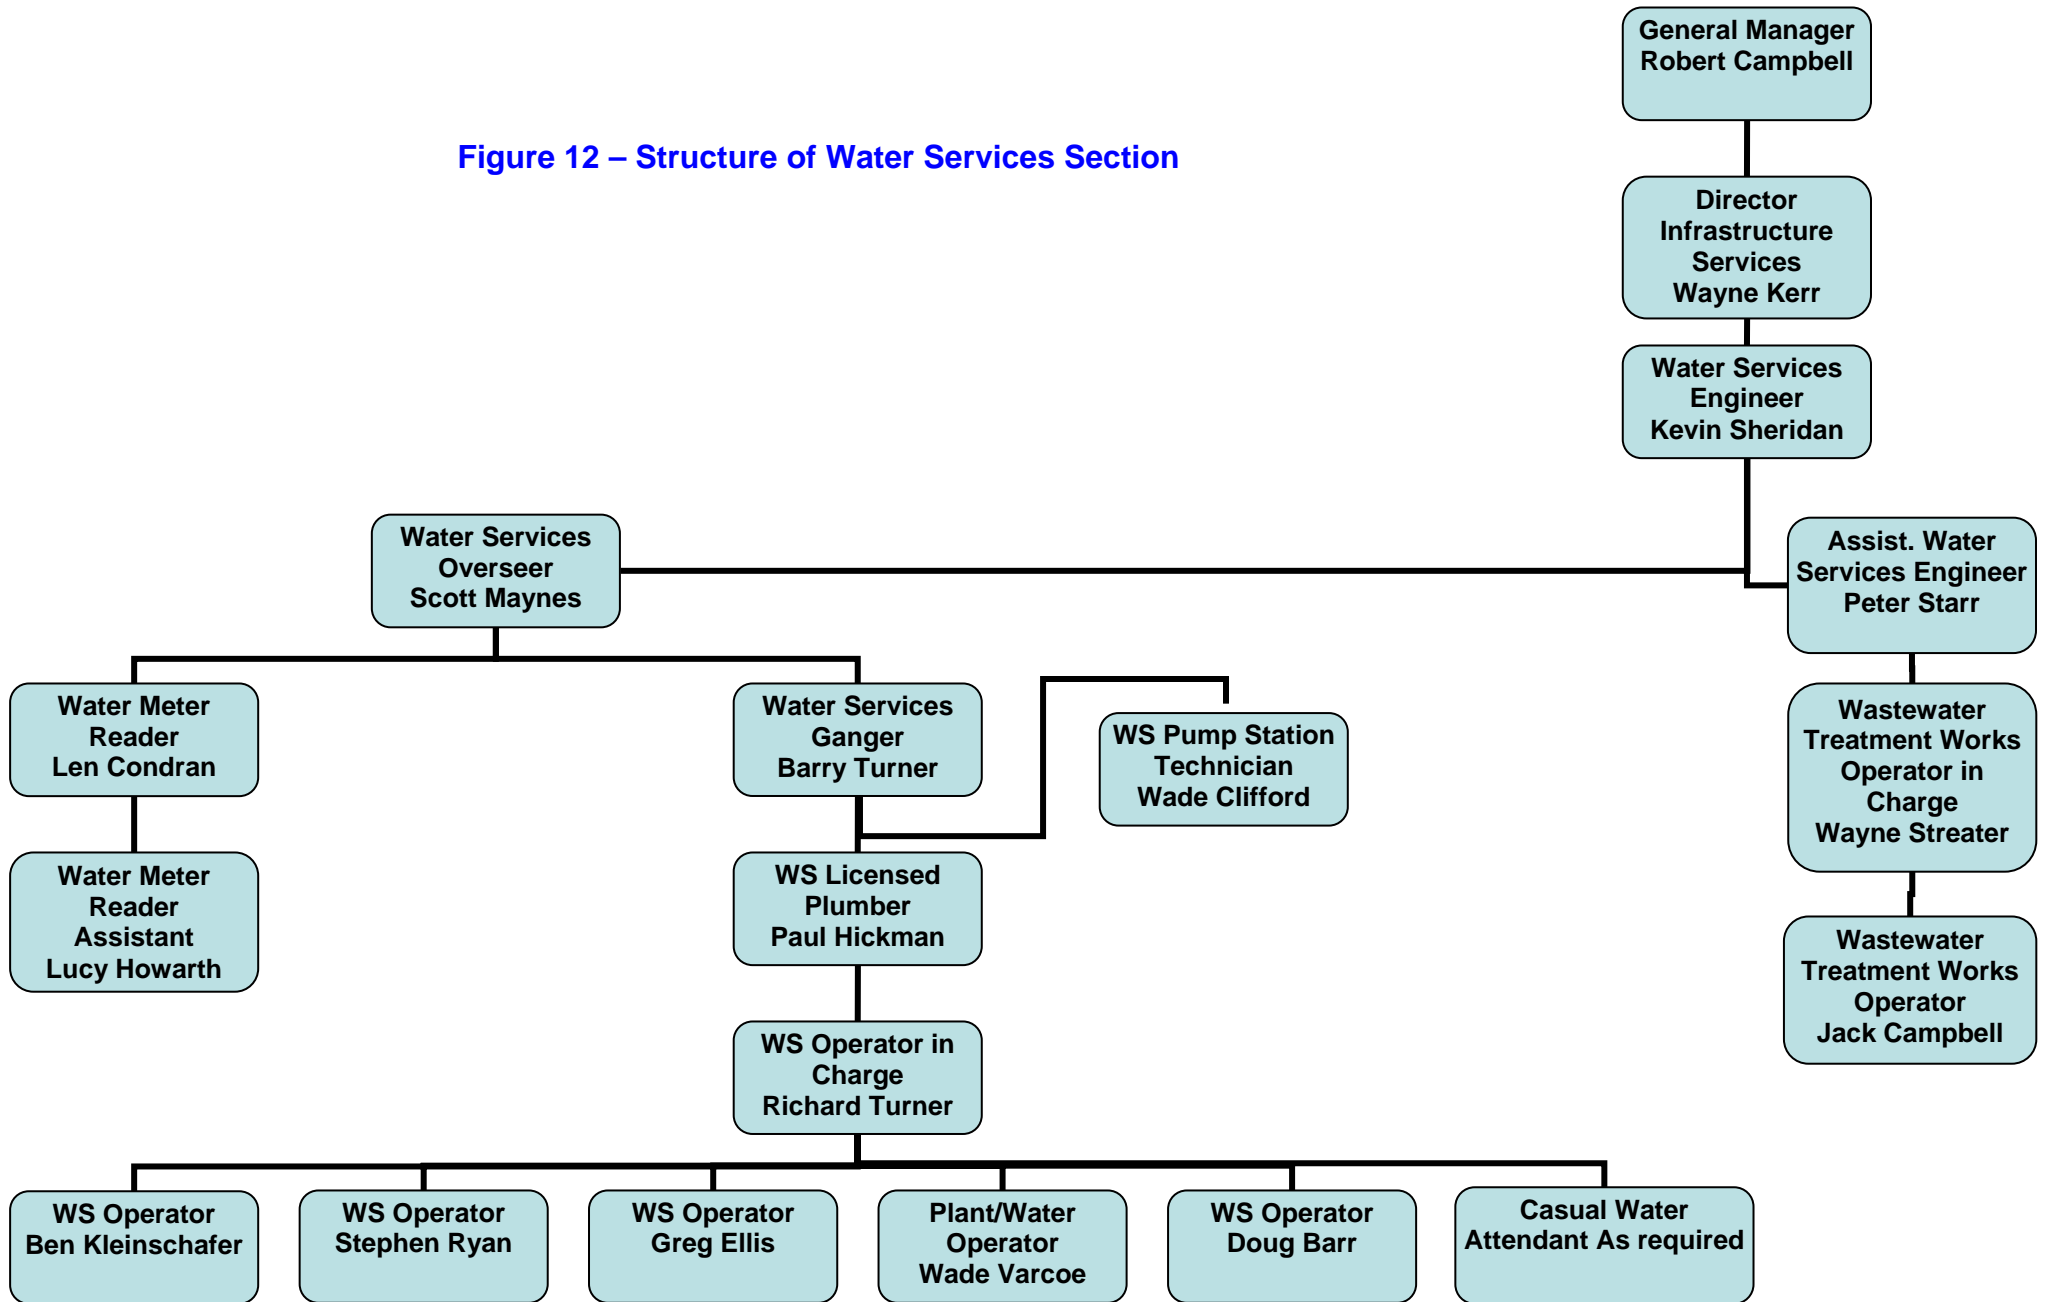 General Manager
Robert Campbell
Figure 12 – Structure of Water Services Section
Director
Infrastructure
Services
Wayne Kerr
Water Services
Engineer
Kevin Sheridan
Water Services
Overseer
Scott Maynes
Assist. Water
Services Engineer
Peter Starr
Water Meter
Reader
Len Condran
Water Services
Ganger
Barry Turner
WS Pump Station
Technician
Wade Clifford
Wastewater
Treatment Works
Operator in
Charge
Wayne Streater
Water Meter
Reader
Assistant
Lucy Howarth
WS Licensed
Plumber
Paul Hickman
Wastewater
Treatment Works
Operator
Jack Campbell
WS Operator in
Charge
Richard Turner
WS Operator
Ben Kleinschafer
WS Operator
Stephen Ryan
WS Operator
Greg Ellis
Plant/Water
Operator
Wade Varcoe
WS Operator
Doug Barr
Casual Water
Attendant As required